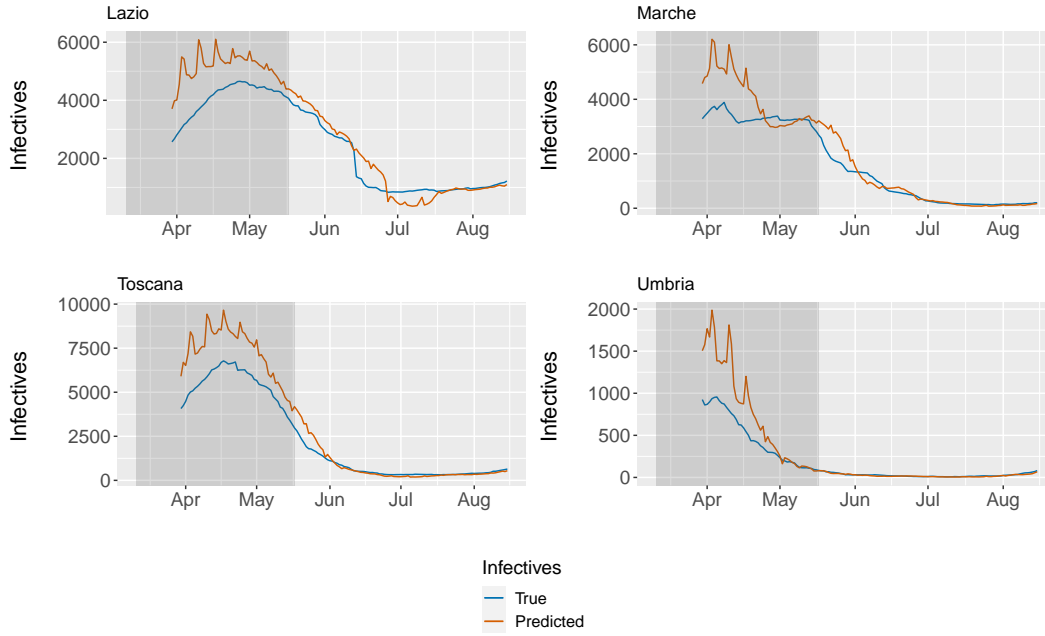 Lazio
Infectives
6000
4000
2000
Apr May Jun Jul Aug
Marche
Infectives
6000
4000
2000
0
Apr May Jun Jul Aug
Toscana
Infectives
10000
7500
5000
2500
0
Apr May Jun Jul Aug
Umbria
Infectives
2000
1500
1000
500
0
Apr May Jun Jul Aug
Infectives
True
Predicted